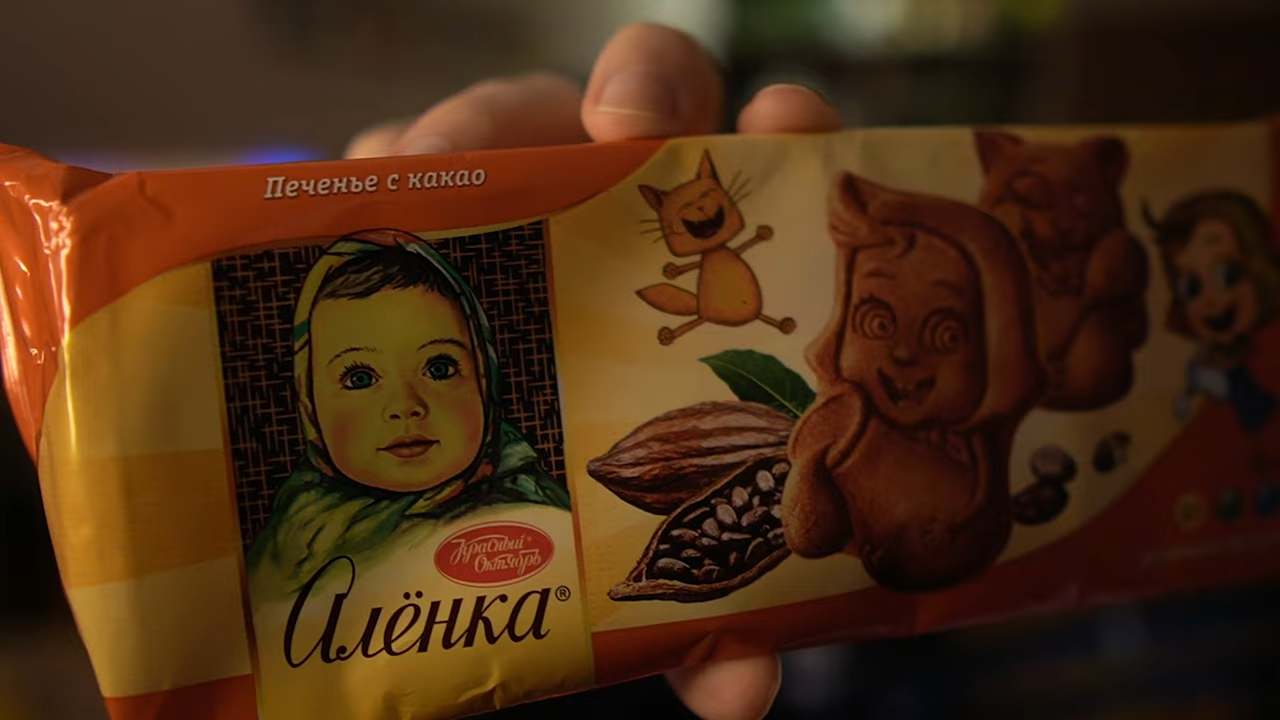 Печенье с какао
Красный
Октябрь
Алёнка®